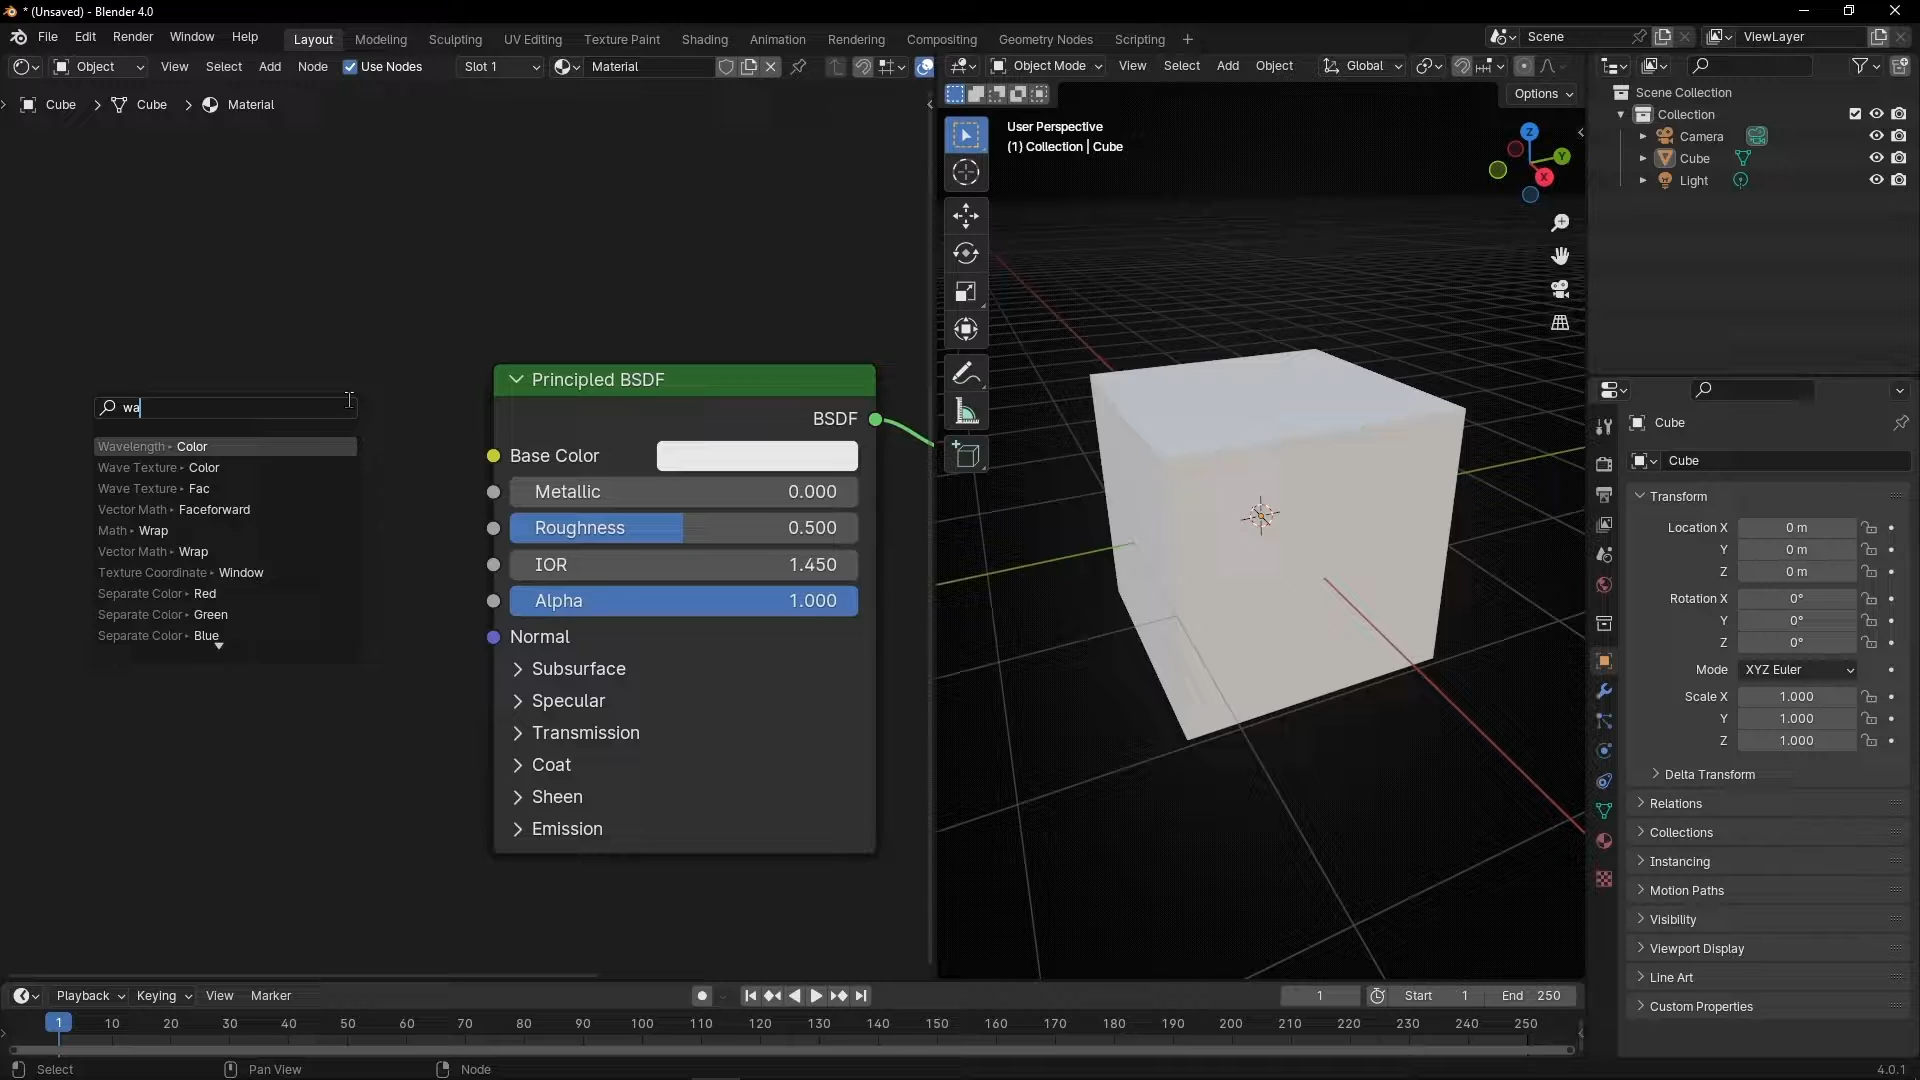 * (Unsaved) - Blender 4.0
File Edit Render Window Help
Layout Modeling Sculpting UV Editing Texture Paint Shading Animation Rendering Compositing Geometry Nodes Scripting +
Scene ViewLayer
Object View Select Add Node Use Nodes Slot 1 Material
Object Mode View Select Add Object Global
Options
Cube > Cube > Material
User Perspective
(1) Collection | Cube
Z
Y
X
wa
Wavelength ▸ Color
Wave Texture ▸ Color
Wave Texture ▸ Fac
Vector Math ▸ Faceforward
Math ▸ Wrap
Vector Math ▸ Wrap
Texture Coordinate ▸ Window
Separate Color ▸ Red
Separate Color ▸ Green
Separate Color ▸ Blue
Principled BSDF
BSDF
Base Color
Metallic 0.000
Roughness 0.500
IOR 1.450
Alpha 1.000
Normal
Subsurface
Specular
Transmission
Coat
Sheen
Emission
Scene Collection
Collection
Camera
Cube
Light
Cube
Cube
Transform
Location X 0 m
Y 0 m
Z 0 m
Rotation X 0°
Y 0°
Z 0°
Mode XYZ Euler
Scale X 1.000
Y 1.000
Z 1.000
Delta Transform
Relations
Collections
Instancing
Motion Paths
Visibility
Viewport Display
Line Art
Custom Properties
Playback Keying View Marker
1 Start 1 End 250
1 10 20 30 40 50 60 70 80 90 100 110 120 130 140 150 160 170 180 190 200 210 220 230 240 250
Select Pan View Node
4.0.1